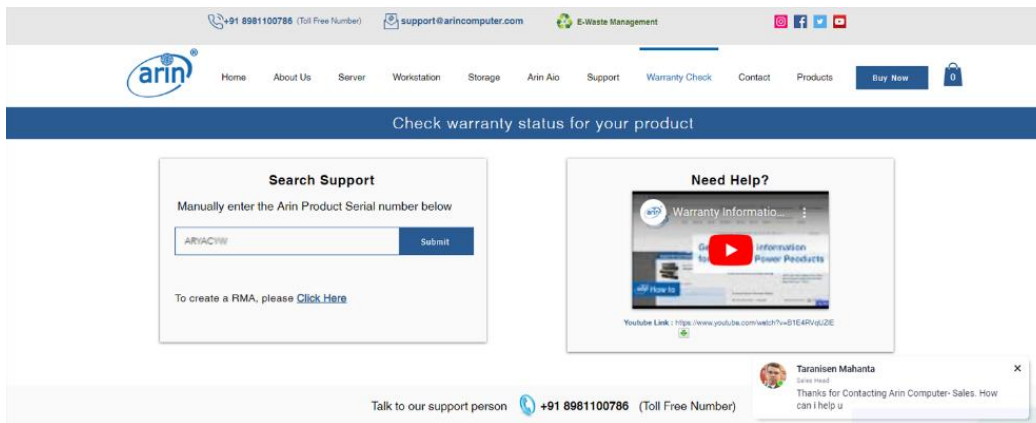 +91 8981100786 (Toll Free Number) support@arincomputer.com E-Waste Management
arin®
Home About Us Server Workstation Storage Arin Aio Support Warranty Check Contact Products Buy Now 0
Check warranty status for your product
Search Support
Manually enter the Arin Product Serial number below
Submit
To create a RMA, please Click Here
Need Help?
arin Warranty Informatio...
information
Power Peoducts
How to
Youtube Link : https://www.youtube.com/watch?v=
Taranisen Mahanta
Sales Head
Thanks for Contacting Arin Computer- Sales. How
can i help u
Talk to our support person +91 8981100786 (Toll Free Number)